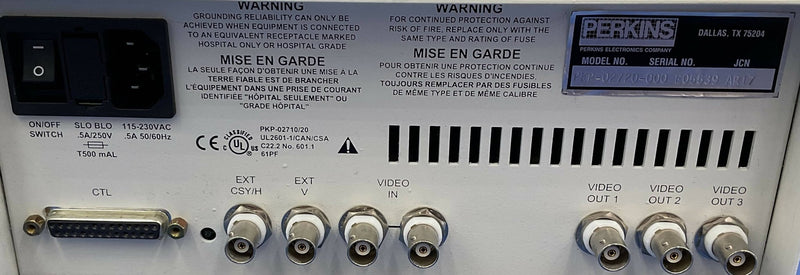 WARNING
GROUNDING RELIABILITY CAN ONLY BE
ACHIEVED WHEN EQUIPMENT IS CONNECTED
TO AN EQUIVALENT RECEPTACLE MARKED
HOSPITAL ONLY OR HOSPITAL GRADE
MISE EN GARDE
LA SEULE FAÇON D'OBTENIR UNE MISE A LA
TERRE FIABLE EST DE BRANCHER
L'ÉQUIPEMENT DANS UNE PRISE DE COURANT
IDENTIFIÉE "HÔPITAL SEULEMENT" OU
"GRADE HÔPITAL"
WARNING
FOR CONTINUED PROTECTION AGAINST
RISK OF FIRE, REPLACE ONLY WITH THE
SAME TYPE AND RATING OF FUSE
MISE EN GARDE
POUR OBTENIR UNE PROTECTION CONTINUE
CONTRE LES RISQUES D'INCENDIES,
TOUJOURS REMPLACER PAR DES FUSIBLES
DE MÊME TYPE ET DE MÊME CALIBRE
PERKINS
PERKINS ELECTRONICS COMPANY
DALLAS, TX 75204
MODEL NO. SERIAL NO. JCN
ON/OFF
SWITCH
SLO BLO
.5A/250V
T500 mAL
115-230VAC
.5A 50/60Hz
CE
CLASSIFIED
UL
C US
PKP-02710/20
UL2601-1/CAN/CSA
C22.2 No. 601.1
61PF
CTL
EXT
CSY/H
EXT
V
VIDEO
IN
VIDEO
OUT 1
VIDEO
OUT 2
VIDEO
OUT 3